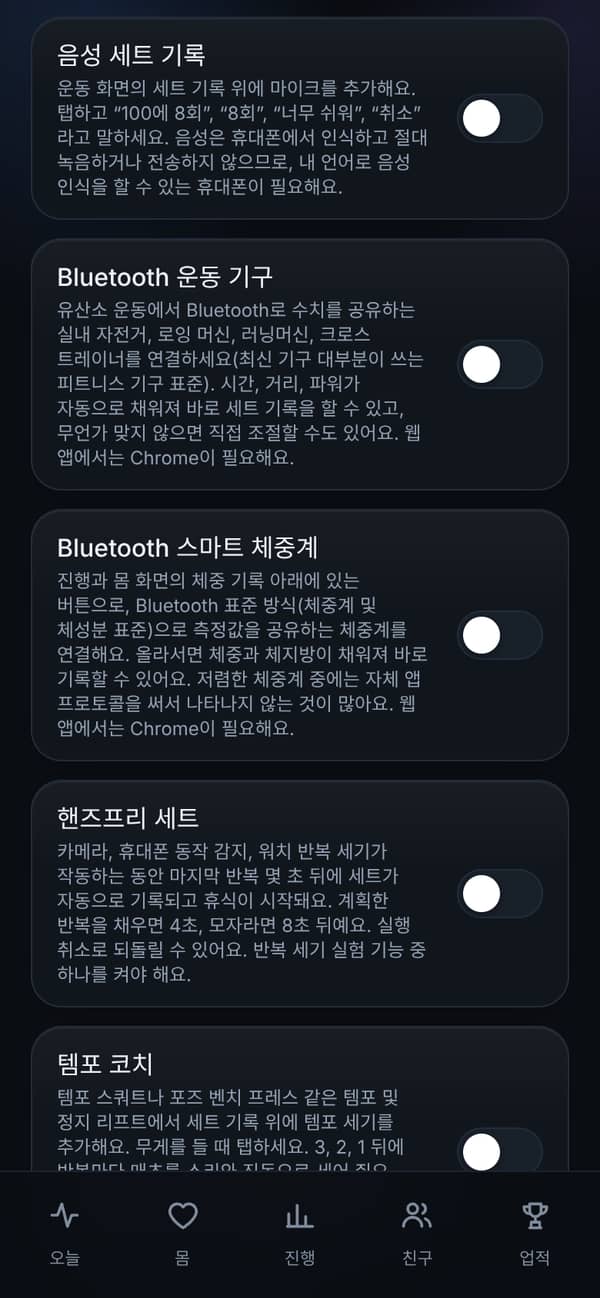 음성 세트 기록
운동 화면의 세트 기록 위에 마이크를 추가해요.
탭하고 “100에 8회”, “8회”, “너무 쉬워”, “취소”
라고 말하세요. 음성은 휴대폰에서 인식하고 절대
녹음하거나 전송하지 않으므로, 내 언어로 음성
인식을 할 수 있는 휴대폰이 필요해요.
Bluetooth 운동 기구
유산소 운동에서 Bluetooth로 수치를 공유하는
실내 자전거, 로잉 머신, 러닝머신, 크로스
트레이너를 연결하세요(최신 기구 대부분이 쓰는
피트니스 기구 표준). 시간, 거리, 파워가
자동으로 채워져 바로 세트 기록을 할 수 있고,
무언가 맞지 않으면 직접 조절할 수도 있어요. 웹
앱에서는 Chrome이 필요해요.
Bluetooth 스마트 체중계
진행과 몸 화면의 체중 기록 아래에 있는
버튼으로, Bluetooth 표준 방식(체중계 및
체성분 표준)으로 측정값을 공유하는 체중계를
연결해요. 올라서면 체중과 체지방이 채워져 바로
기록할 수 있어요. 저렴한 체중계 중에는 자체 앱
프로토콜을 써서 나타나지 않는 것이 많아요. 웹
앱에서는 Chrome이 필요해요.
핸즈프리 세트
카메라, 휴대폰 동작 감지, 워치 반복 세기가
작동하는 동안 마지막 반복 몇 초 뒤에 세트가
자동으로 기록되고 휴식이 시작돼요. 계획한
반복을 채우면 4초, 모자라면 8초 뒤예요. 실행
취소로 되돌릴 수 있어요. 반복 세기 실험 기능 중
하나를 켜야 해요.
템포 코치
템포 스쿼트나 포즈 벤치 프레스 같은 템포 및
정지 리프트에서 세트 기록 위에 템포 세기를
추가해요. 무게를 들 때 탭하세요. 3, 2, 1 뒤에
오늘
몸
진행
친구
업적